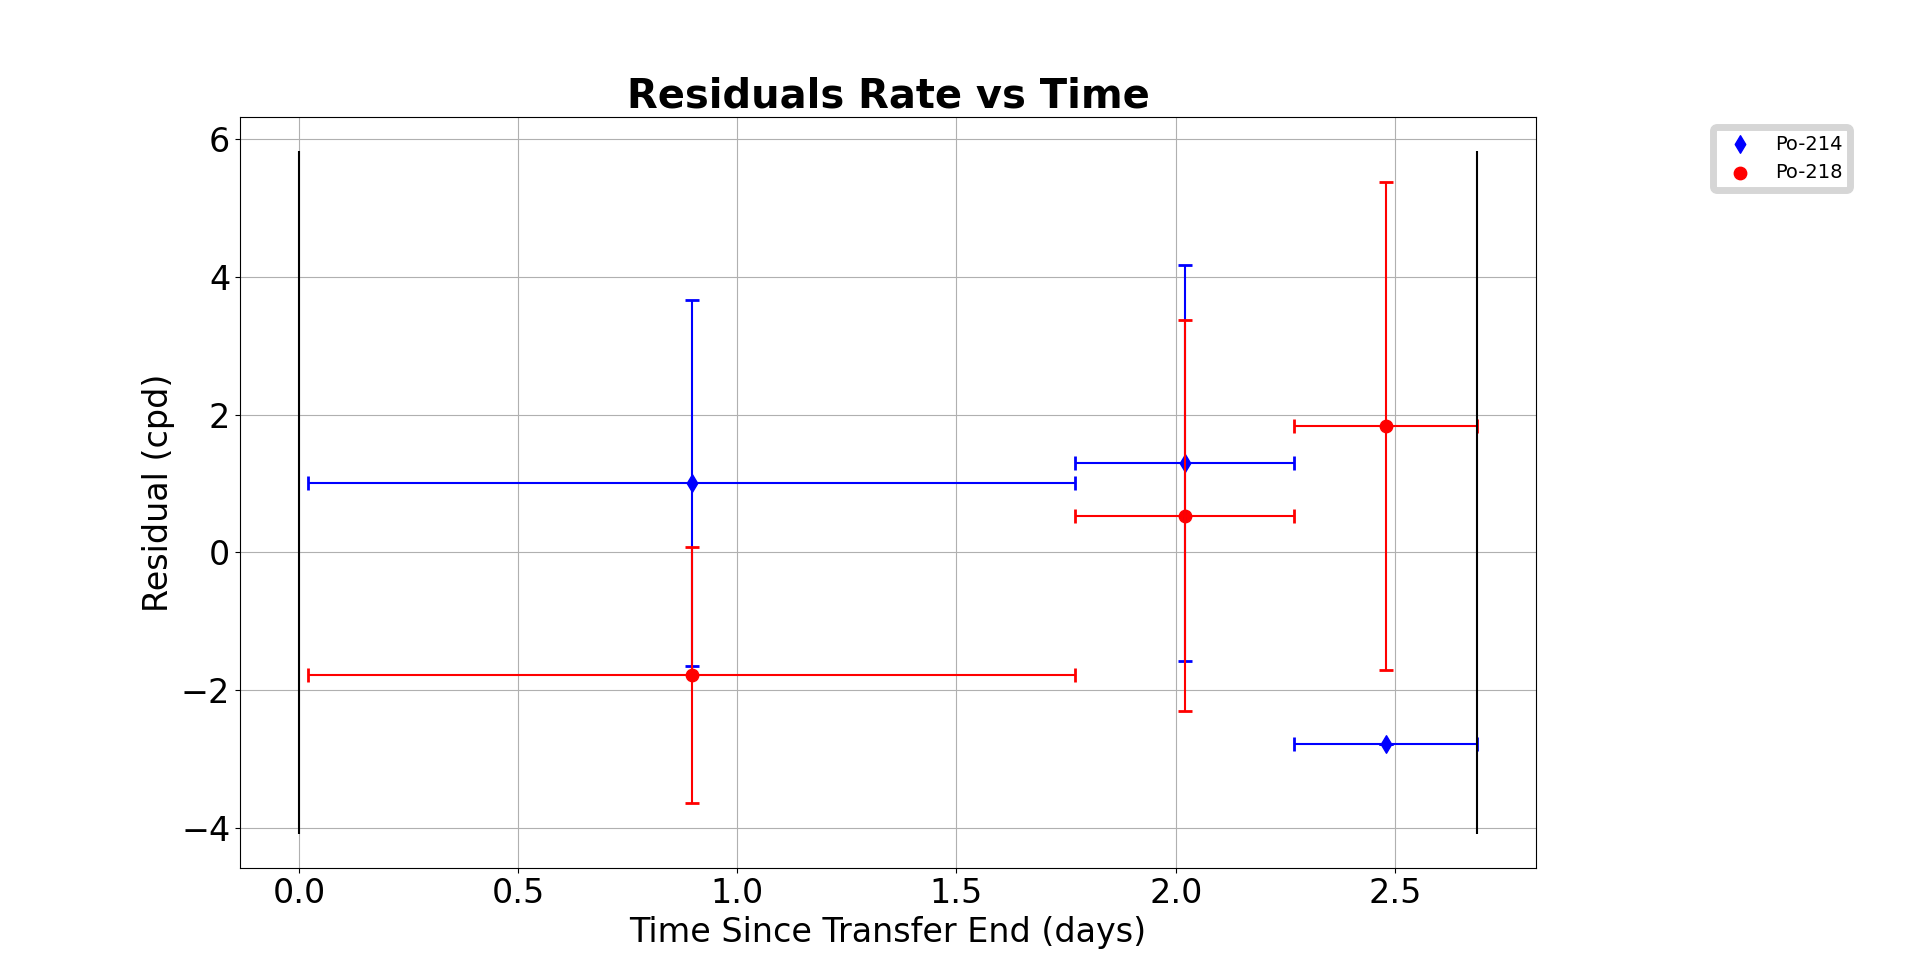 Residuals Rate vs Time
Po-214
Po-218
Residual (cpd)
6
4
2
0
−2
−4
0.0 0.5 1.0 1.5 2.0 2.5
Time Since Transfer End (days)